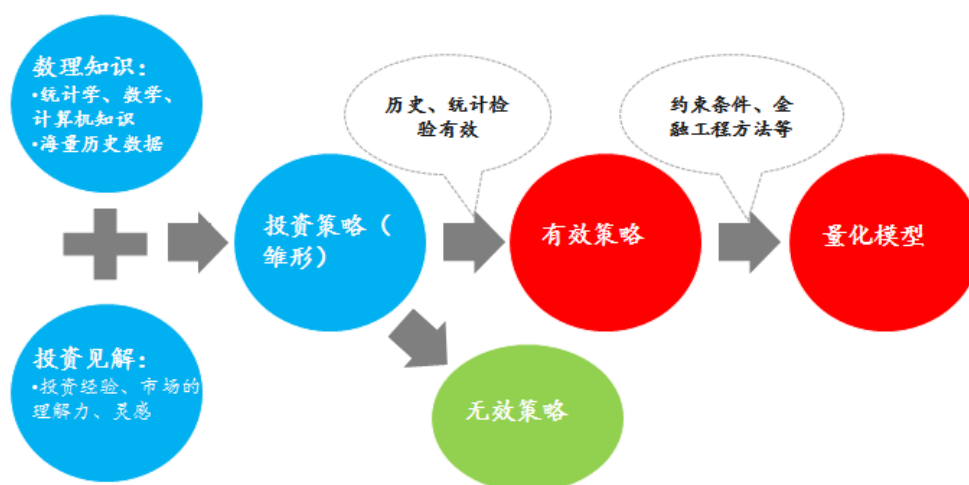 数理知识：
•统计学、数学、
计算机知识
•海量历史数据
历史、统计检
验有效
约束条件、金
融工程方法等
投资策略（
雏形）
有效策略
量化模型
投资见解：
•投资经验、市场的
理解力、灵感
无效策略